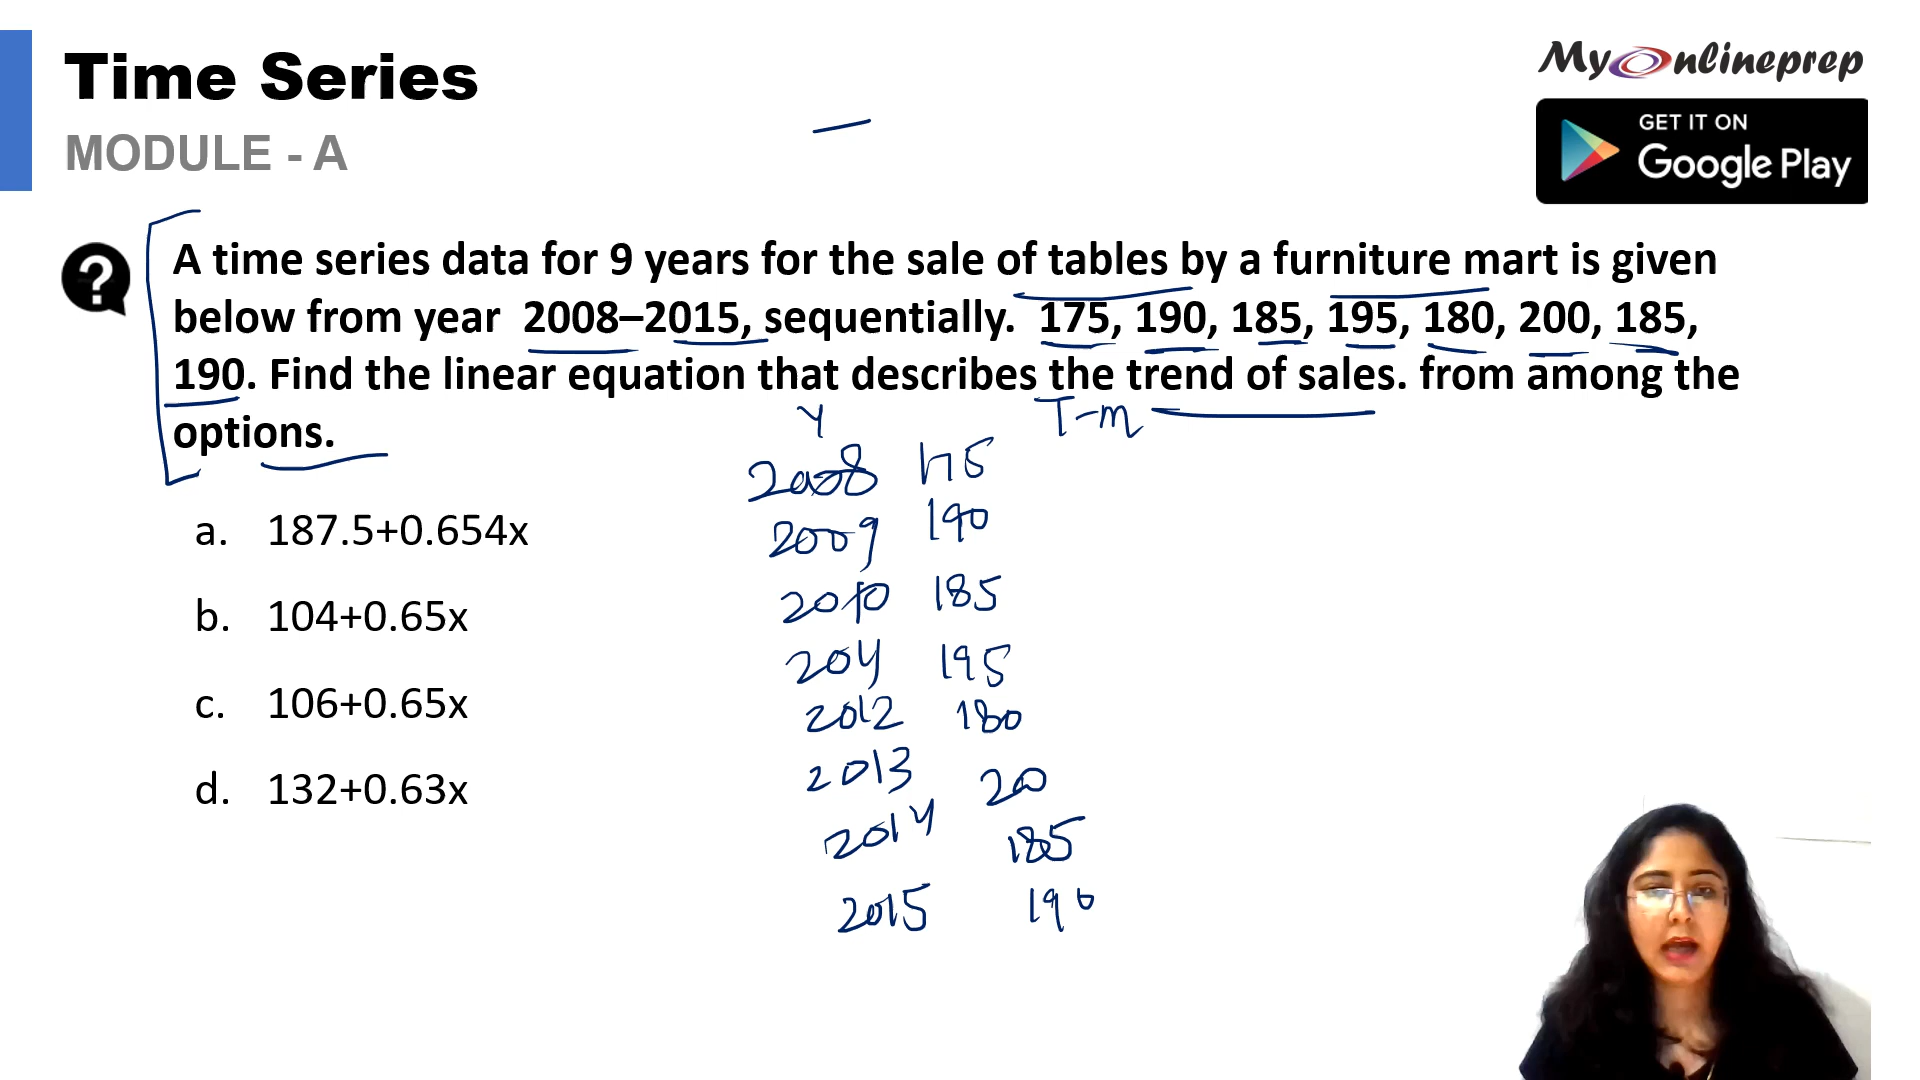 Time Series
MODULE - A
MyOnlineprep
GET IT ON
Google Play
A time series data for 9 years for the sale of tables by a furniture mart is given
below from year 2008–2015, sequentially. 175, 190, 185, 195, 180, 200, 185,
190. Find the linear equation that describes the trend of sales. from among the
options.
a. 187.5+0.654x
b. 104+0.65x
c. 106+0.65x
d. 132+0.63x
Y T-m
2008 175
2009 190
2010 185
2011 195
2012 180
2013 200
2014 185
2015 190